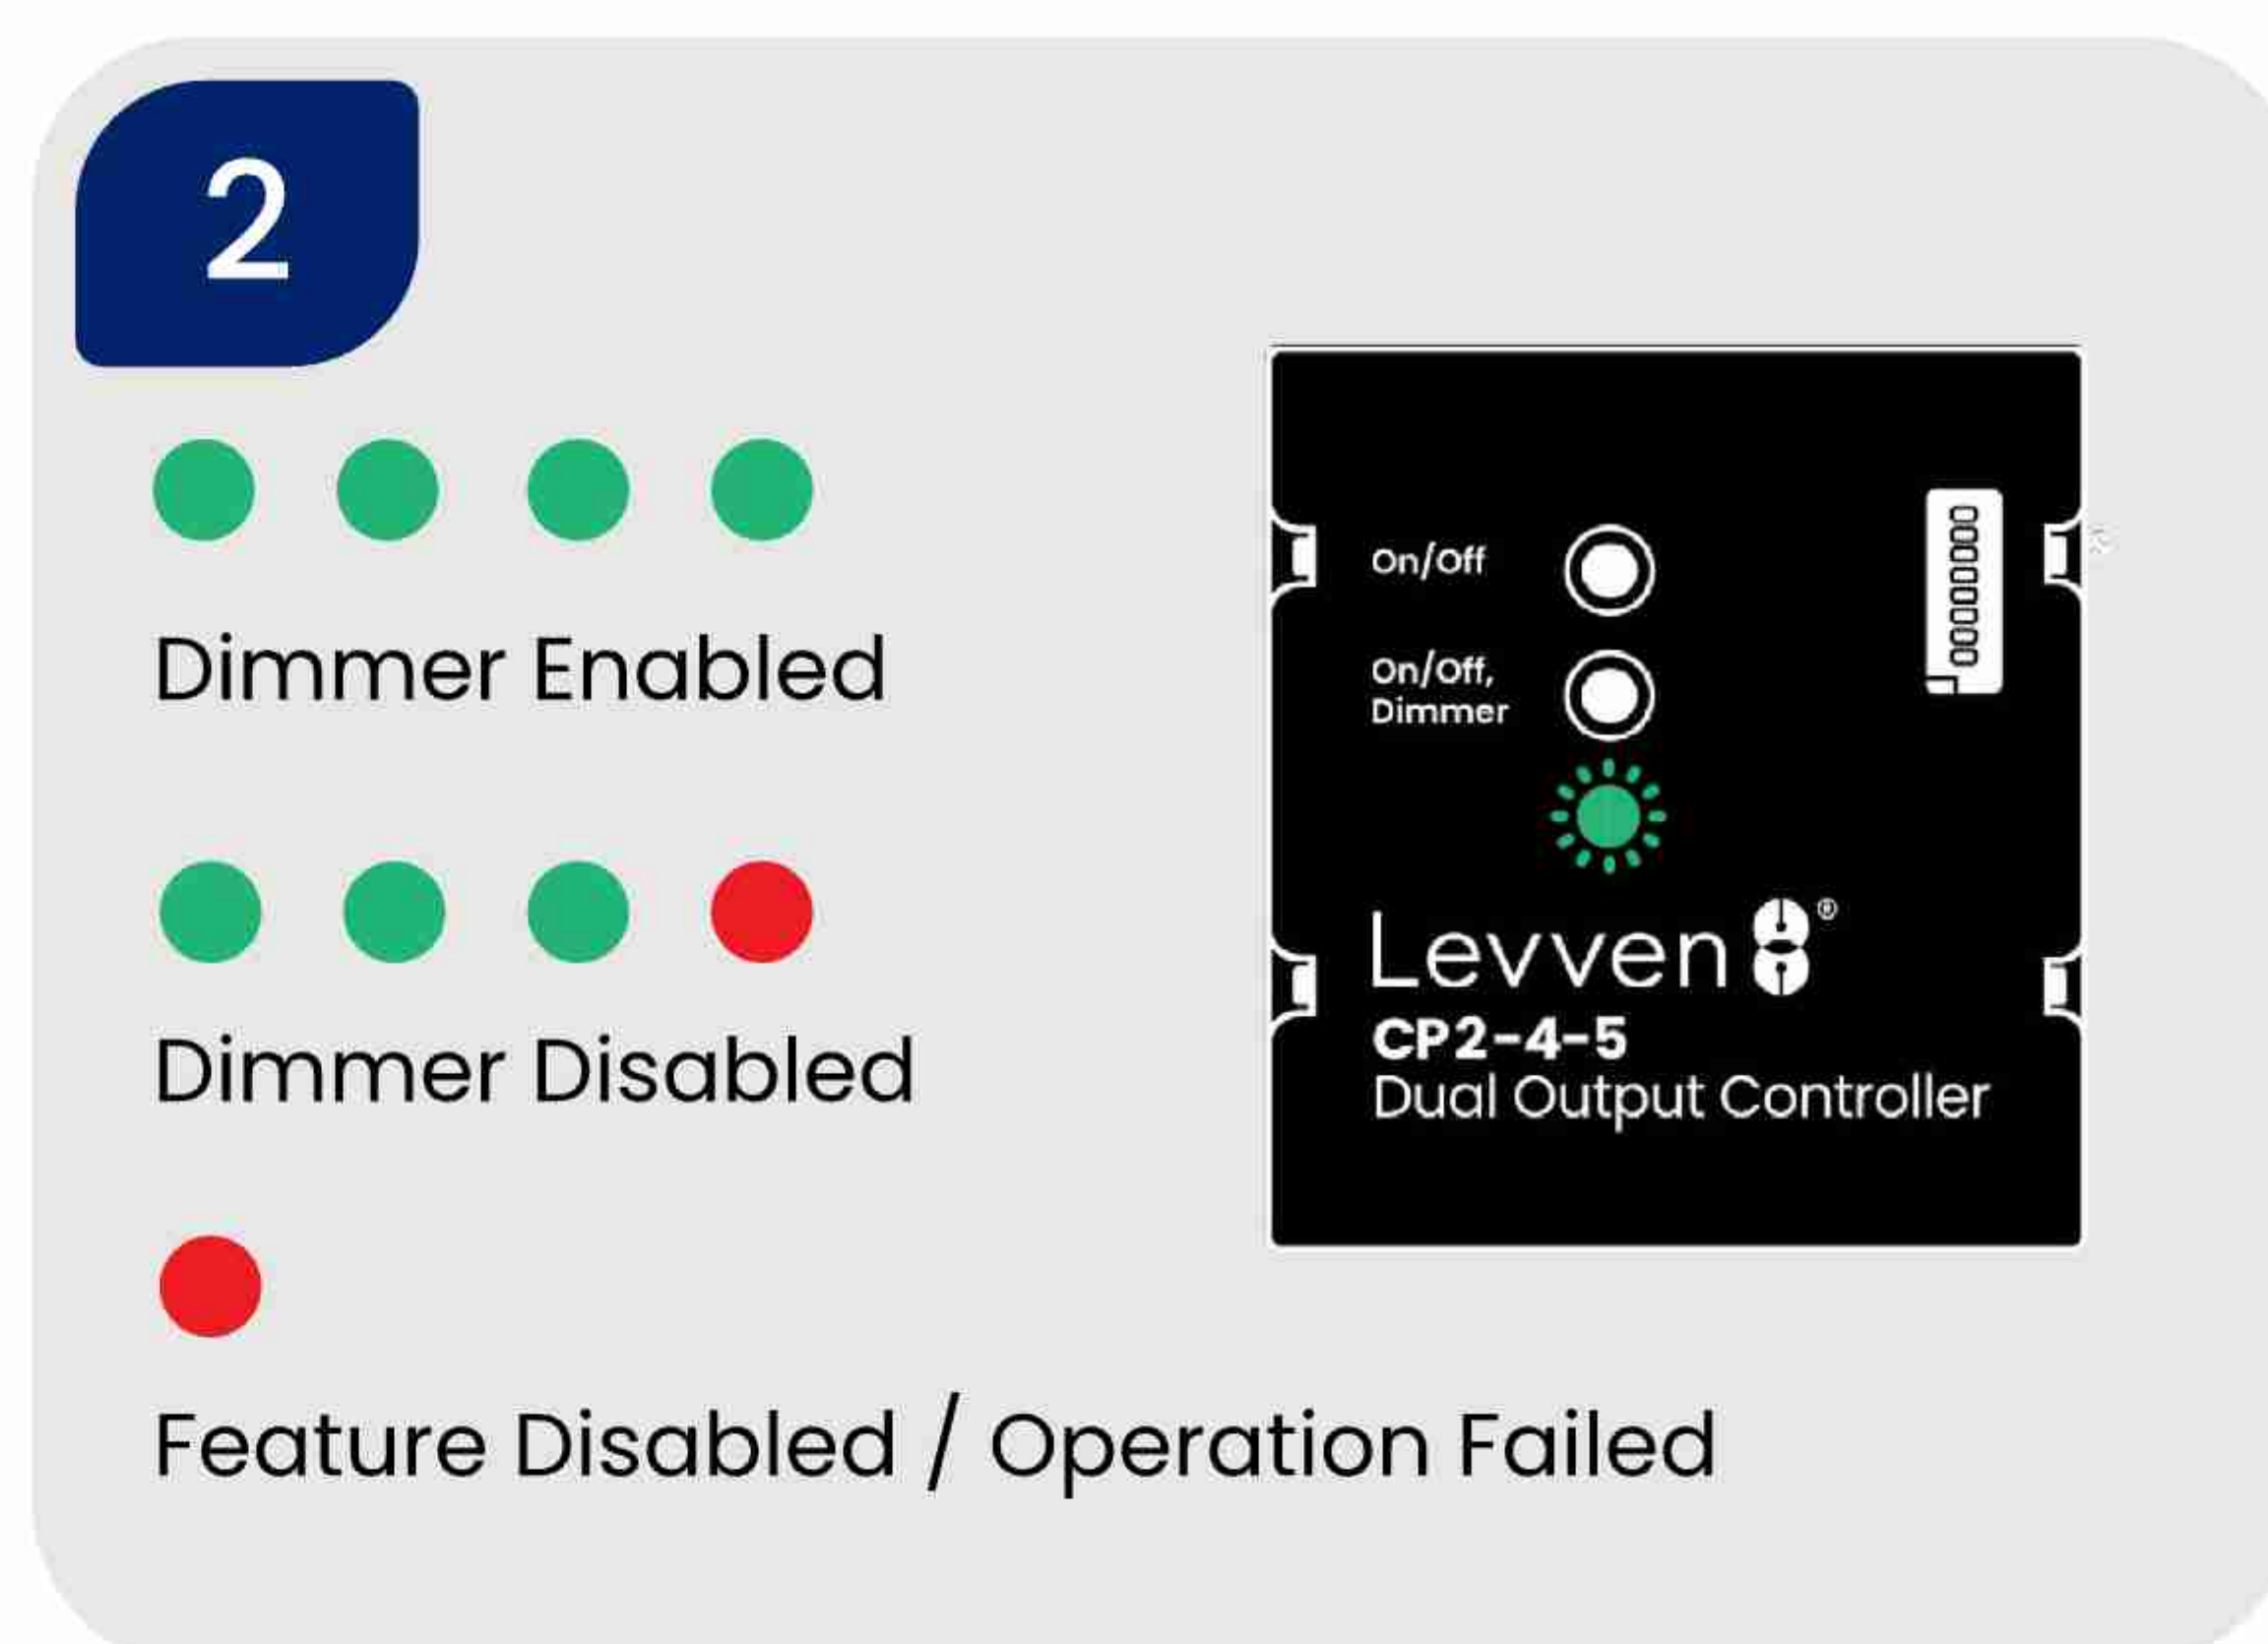 2
Dimmer Enabled
Dimmer Disabled
Feature Disabled / Operation Failed
On/Off
On/Off,
Dimmer
Levven®
CP2-4-5
Dual Output Controller